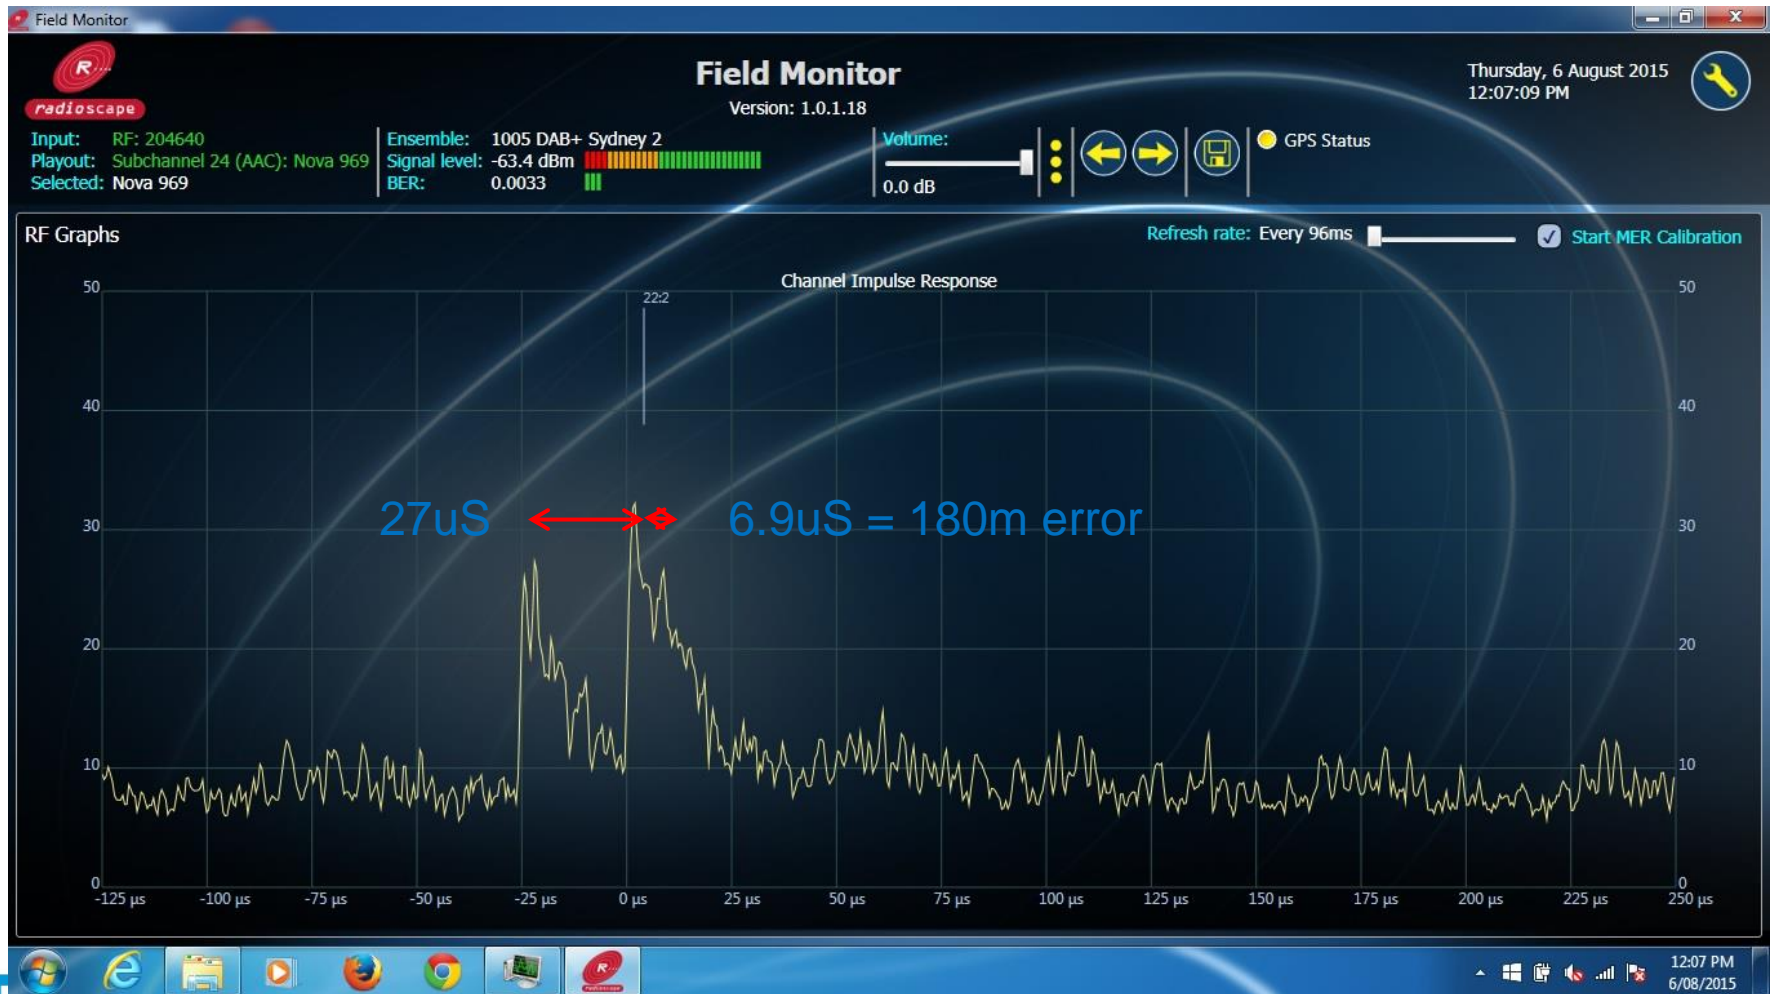 Field Monitor
R
radioscape
Field Monitor
Version: 1.0.1.18
Thursday, 6 August 2015
12:07:09 PM
Input: RF: 204640
Playout: Subchannel 24 (AAC): Nova 969
Selected: Nova 969
Ensemble: 1005 DAB+ Sydney 2
Signal level: -63.4 dBm
BER: 0.0033
Volume:
0.0 dB
GPS Status
RF Graphs
Refresh rate: Every 96ms
Start MER Calibration
Channel Impulse Response
50 50
22:2
40 40
27uS 6.9uS = 180m error
30 30
20 20
10 10
0 0
-125 µs -100 µs -75 µs -50 µs -25 µs 0 µs 25 µs 50 µs 75 µs 100 µs 125 µs 150 µs 175 µs 200 µs 225 µs 250 µs
R
radioscape
12:07 PM
6/08/2015